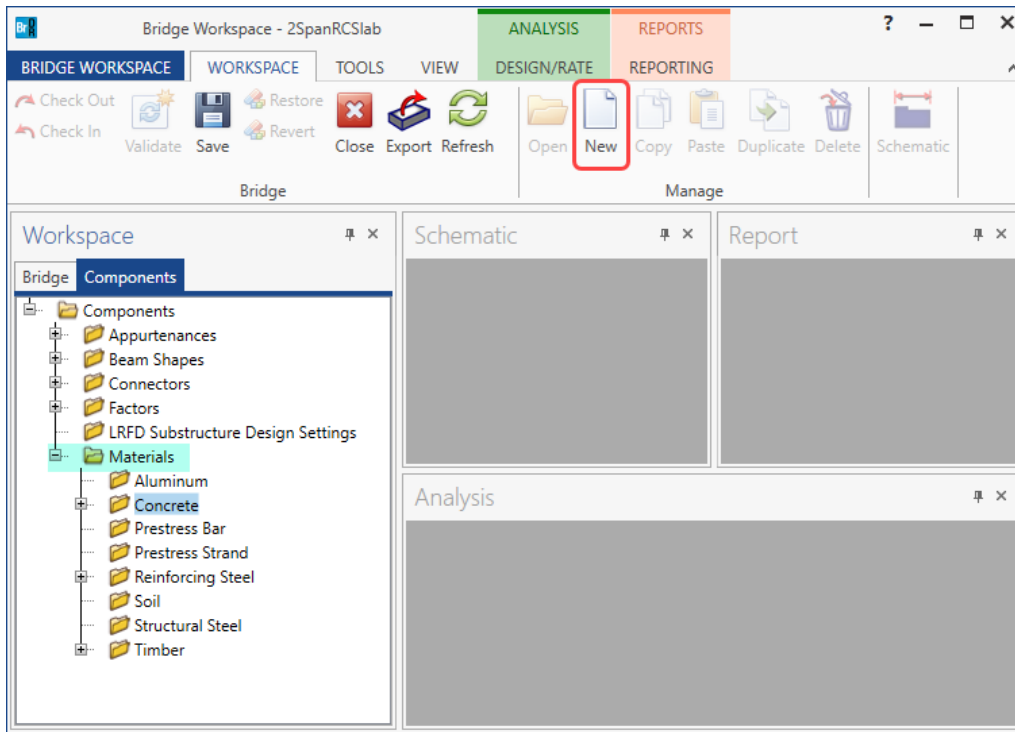 Br Bridge Workspace - 2SpanRCSlab ANALYSIS REPORTS ?
BRIDGE WORKSPACE WORKSPACE TOOLS VIEW DESIGN/RATE REPORTING
Check Out Restore
Check In Revert
Validate Save Close Export Refresh Open New Copy Paste Duplicate Delete Schematic
Bridge Manage
Workspace Schematic Report
Bridge Components
Components
Appurtenances
Beam Shapes
Connectors
Factors
LRFD Substructure Design Settings
Materials
Aluminum
Concrete
Prestress Bar
Prestress Strand
Reinforcing Steel
Soil
Structural Steel
Timber
Analysis